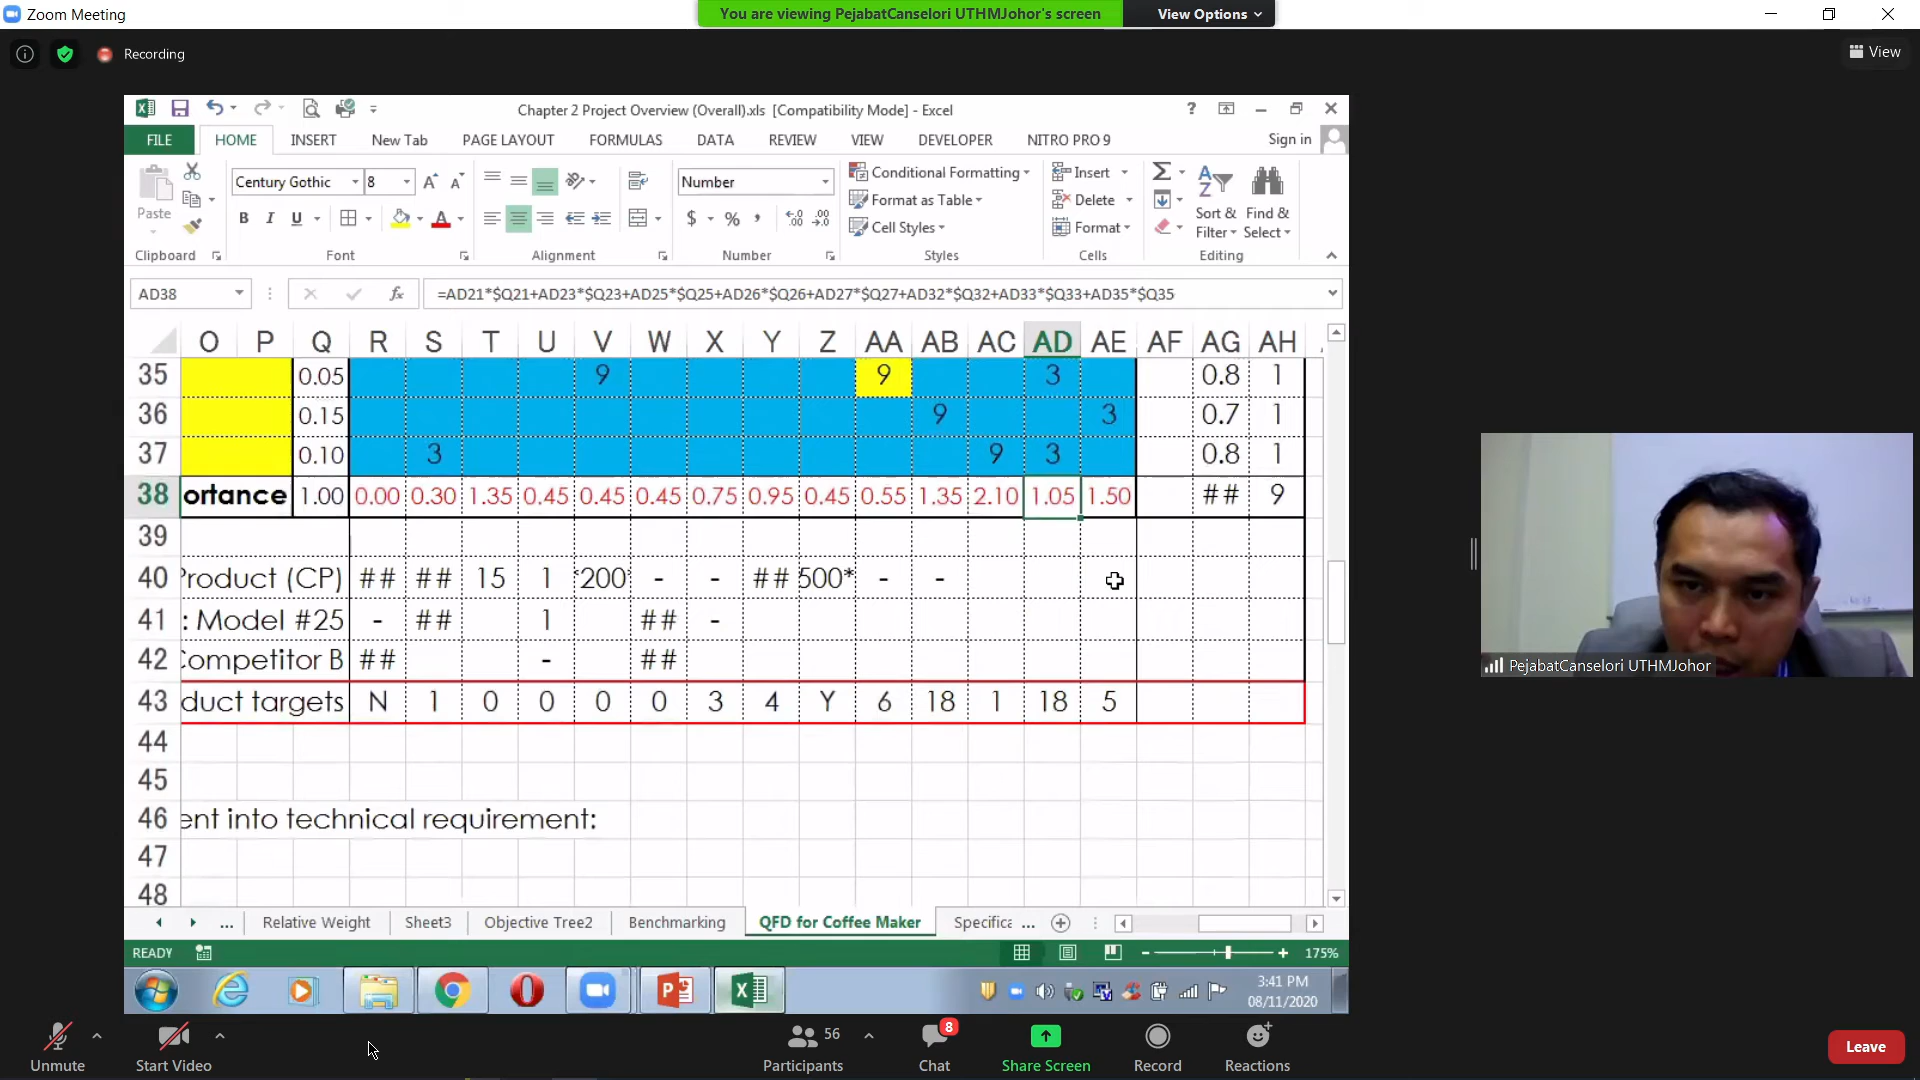 Zoom Meeting
You are viewing PejabatCanselori UTHMJohor's screen
View Options
Recording
View
Chapter 2 Project Overview (Overall).xls [Compatibility Mode] - Excel
FILE HOME INSERT New Tab PAGE LAYOUT FORMULAS DATA REVIEW VIEW DEVELOPER NITRO PRO 9 Sign in
Century Gothic 8 Number Conditional Formatting Insert
Paste Format as Table Delete Sort & Find &
B I U $ % , Cell Styles Format Filter Select
Clipboard Font Alignment Number Styles Cells Editing
AD38 fx =AD21*$Q21+AD23*$Q23+AD25*$Q25+AD26*$Q26+AD27*$Q27+AD32*$Q32+AD33*$Q33+AD35*$Q35
O P Q R S T U V W X Y Z AA AB AC AD AE AF AG AH
35 0.05 9 9 3 0.8 1
36 0.15 9 3 0.7 1
37 0.10 3 9 3 0.8 1
38 ortance 1.00 0.00 0.30 1.35 0.45 0.45 0.45 0.75 0.95 0.45 0.55 1.35 2.10 1.05 1.50 ## 9
39
40 Product (CP) ## ## 15 1 *200* - - ## 500* - -
41 : Model #25 - ## 1 ## -
42 Competitor B ## - ##
43 duct targets N 1 0 0 0 0 3 4 Y 6 18 1 18 5
44
45
46 ent into technical requirement:
47
48
... Relative Weight Sheet3 Objective Tree2 Benchmarking QFD for Coffee Maker Specifica ...
READY 175%
3:41 PM
08/11/2020
PejabatCanselori UTHMJohor
Unmute Start Video 56 Participants 8 Chat Share Screen Record Reactions Leave